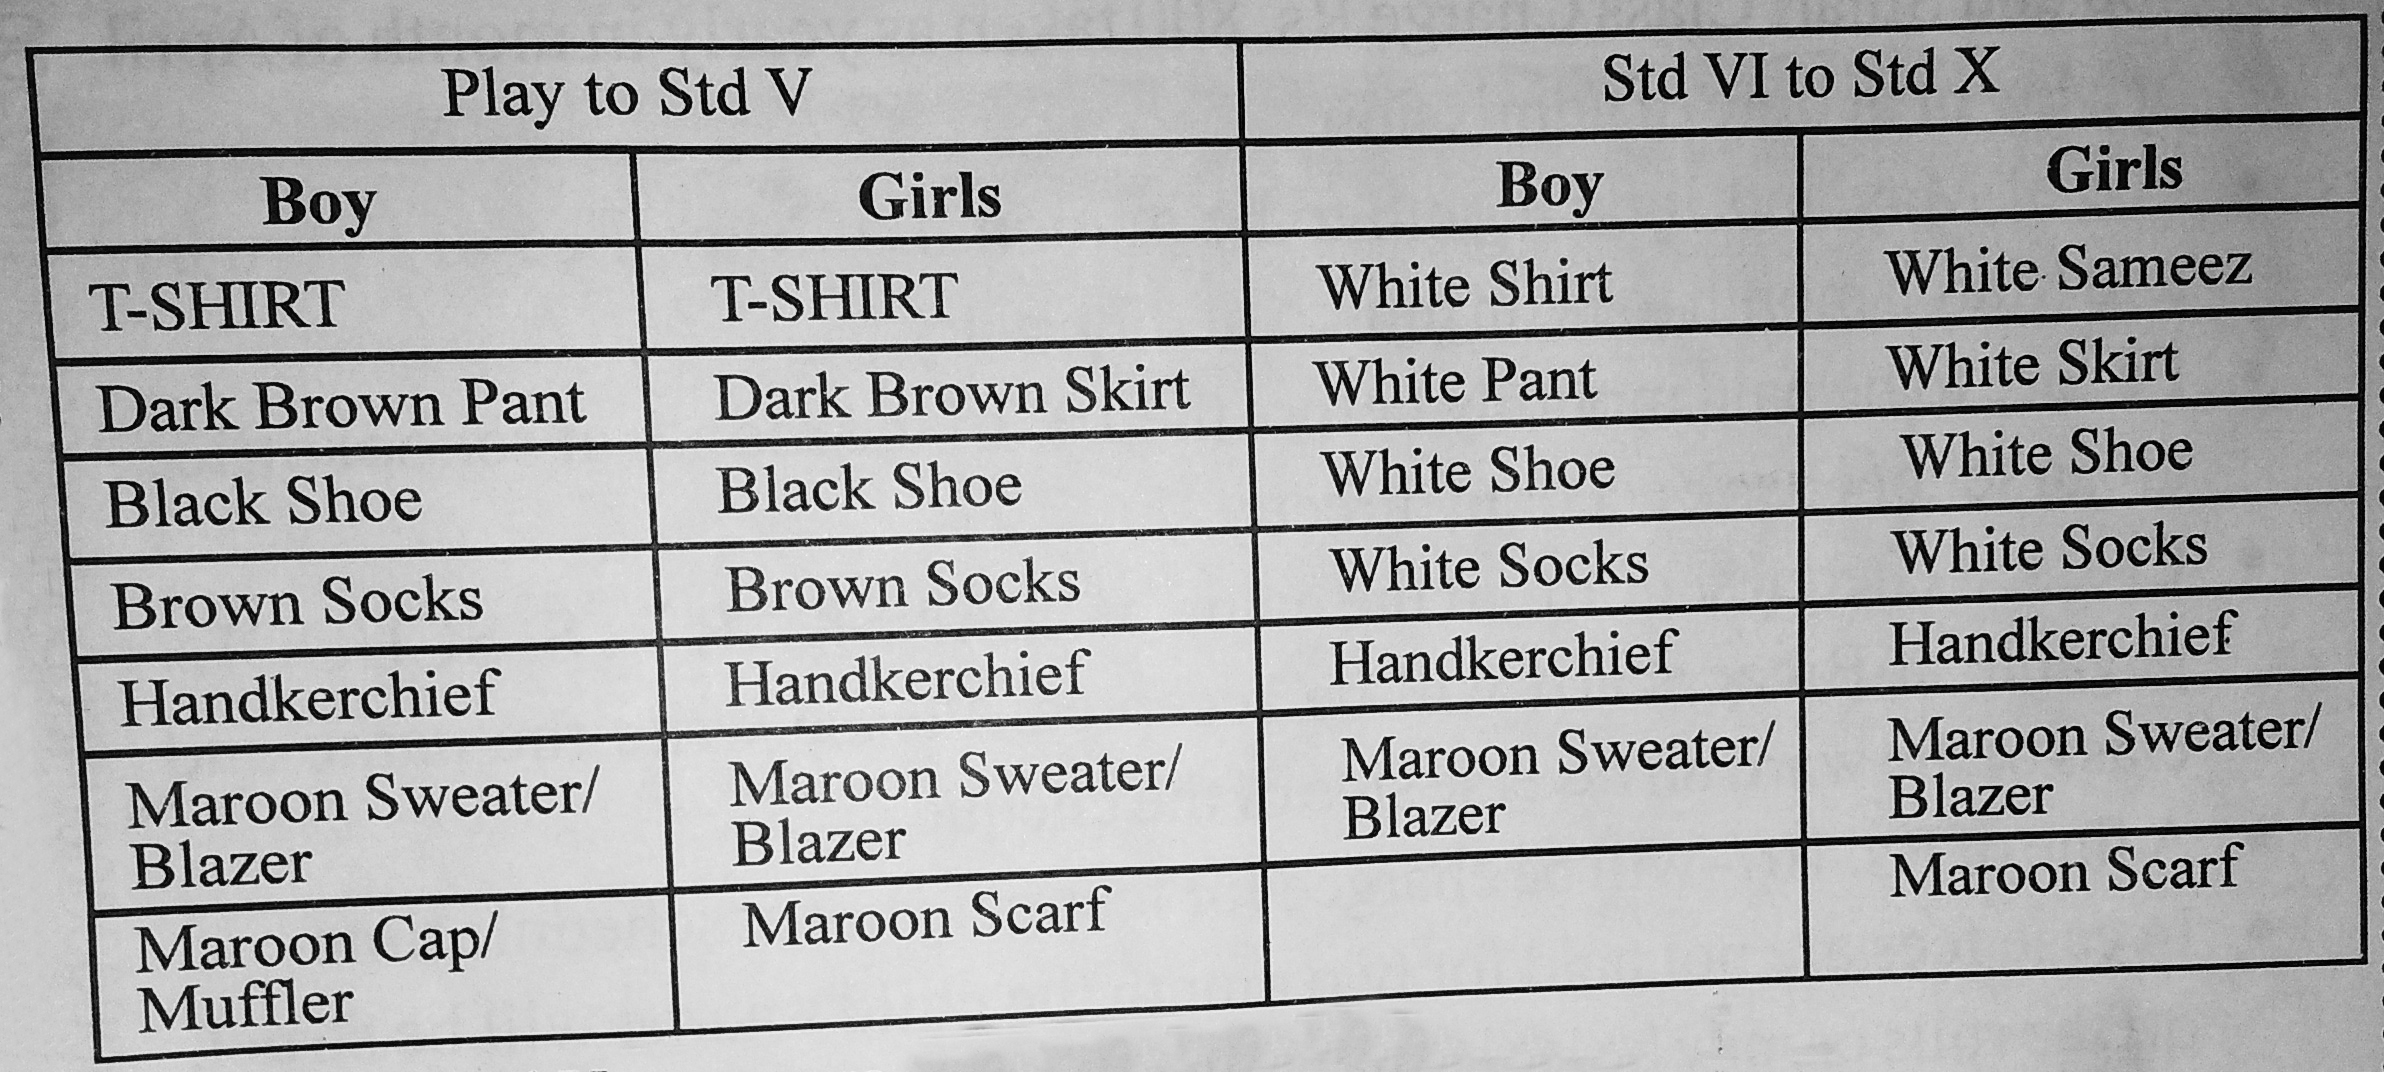 Play to Std V Std VI to Std X
Boy Girls Boy Girls
T-SHIRT T-SHIRT White Shirt White Sameez
Dark Brown Pant Dark Brown Skirt White Pant White Skirt
Black Shoe Black Shoe White Shoe White Shoe
Brown Socks Brown Socks White Socks White Socks
Handkerchief Handkerchief Handkerchief Handkerchief
Maroon Sweater/ Maroon Sweater/ Maroon Sweater/ Maroon Sweater/
Blazer Blazer Blazer Blazer
Maroon Cap/ Maroon Scarf Maroon Scarf
Muffler